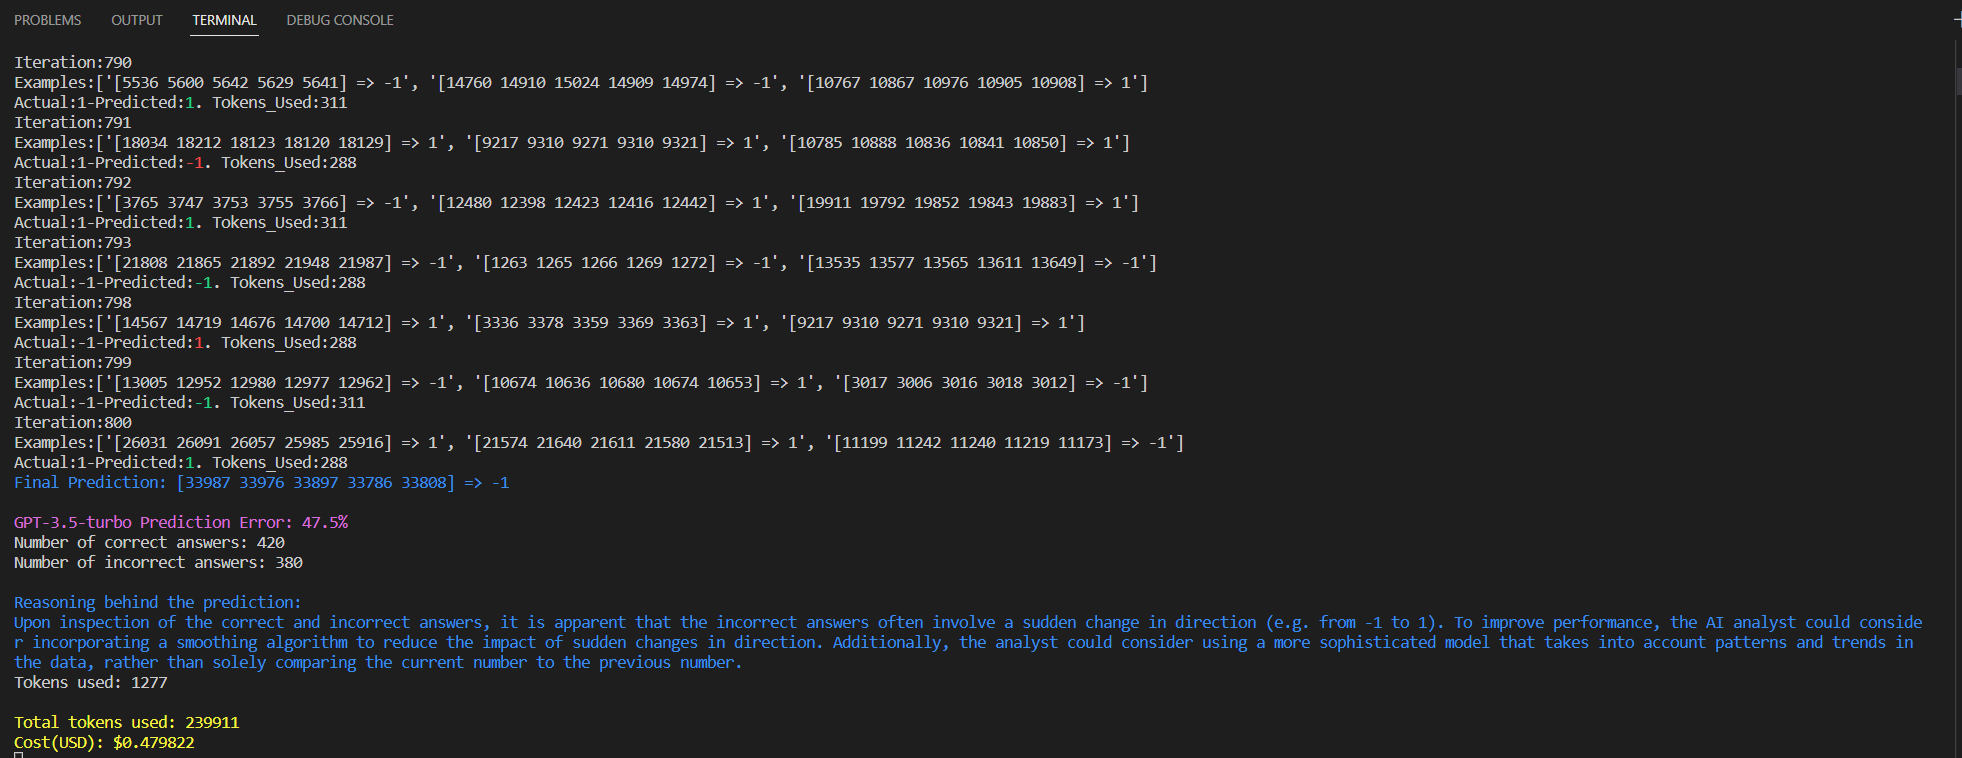 PROBLEMS OUTPUT TERMINAL DEBUG CONSOLE
Iteration:790
Examples:['[5536 5600 5642 5629 5641] => -1', '[14760 14910 15024 14909 14974] => -1', '[10767 10867 10976 10905 10908] => 1']
Actual:1-Predicted:1. Tokens_Used:311
Iteration:791
Examples:['[18034 18212 18123 18120 18129] => 1', '[9217 9310 9271 9310 9321] => 1', '[10785 10888 10836 10841 10850] => 1']
Actual:1-Predicted:-1. Tokens_Used:288
Iteration:792
Examples:['[3765 3747 3753 3755 3766] => -1', '[12480 12398 12423 12416 12442] => 1', '[19911 19792 19852 19843 19883] => 1']
Actual:1-Predicted:1. Tokens_Used:311
Iteration:793
Examples:['[21808 21865 21892 21948 21987] => -1', '[1263 1265 1266 1269 1272] => -1', '[13535 13577 13565 13611 13649] => -1']
Actual:-1-Predicted:-1. Tokens_Used:288
Iteration:798
Examples:['[14567 14719 14676 14700 14712] => 1', '[3336 3378 3359 3369 3363] => 1', '[9217 9310 9271 9310 9321] => 1']
Actual:-1-Predicted:1. Tokens_Used:288
Iteration:799
Examples:['[13005 12952 12980 12977 12962] => -1', '[10674 10636 10680 10674 10653] => 1', '[3017 3006 3016 3018 3012] => -1']
Actual:-1-Predicted:-1. Tokens_Used:311
Iteration:800
Examples:['[26031 26091 26057 25985 25916] => 1', '[21574 21640 21611 21580 21513] => 1', '[11199 11242 11240 11219 11173] => -1']
Actual:1-Predicted:1. Tokens_Used:288
Final Prediction: [33987 33976 33897 33786 33808] => -1
GPT-3.5-turbo Prediction Error: 47.5%
Number of correct answers: 420
Number of incorrect answers: 380
Reasoning behind the prediction:
Upon inspection of the correct and incorrect answers, it is apparent that the incorrect answers often involve a sudden change in direction (e.g. from -1 to 1). To improve performance, the AI analyst could conside
r incorporating a smoothing algorithm to reduce the impact of sudden changes in direction. Additionally, the analyst could consider using a more sophisticated model that takes into account patterns and trends in
the data, rather than solely comparing the current number to the previous number.
Tokens used: 1277
Total tokens used: 239911
Cost(USD): $0.479822